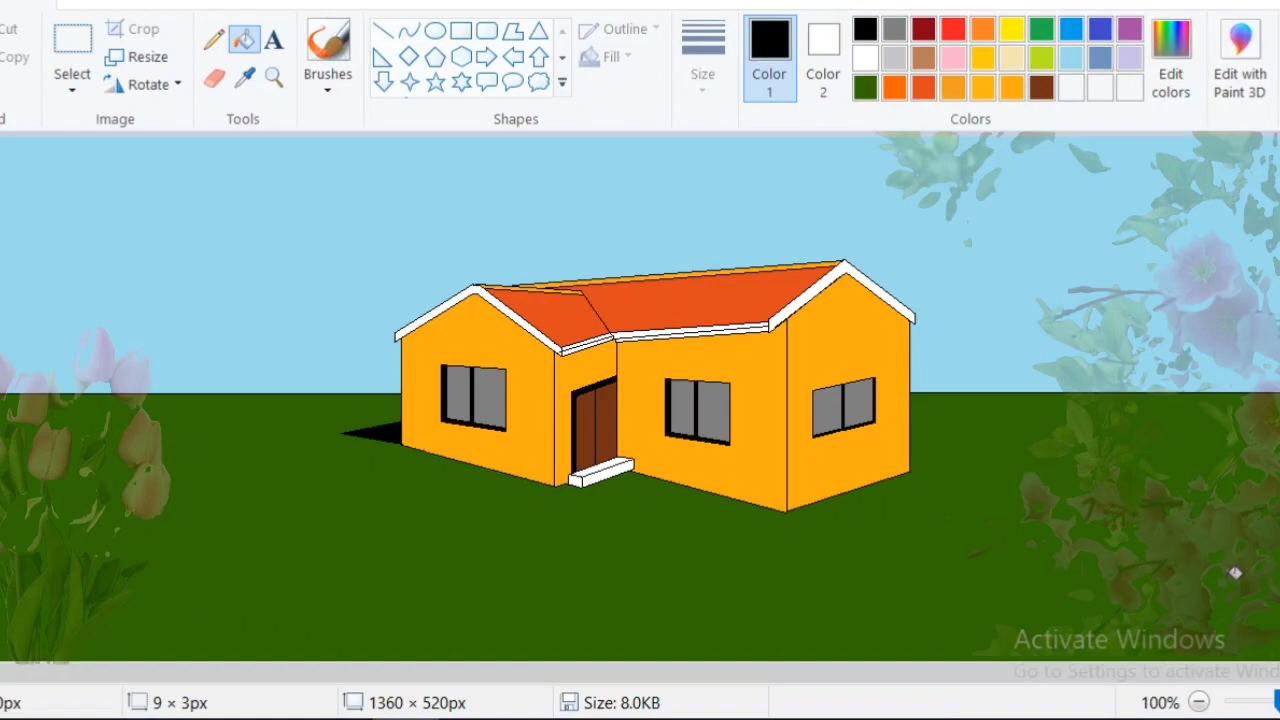 Cut
Copy
Crop
Resize
Rotate
Select
Image
Tools
Brushes
Shapes
Outline
Fill
Size
Color
1
Color
2
Edit
colors
Colors
Edit with
Paint 3D
A
Activate Windows
Go to Settings to activate Wind
0px
9 × 3px
1360 × 520px
Size: 8.0KB
100%